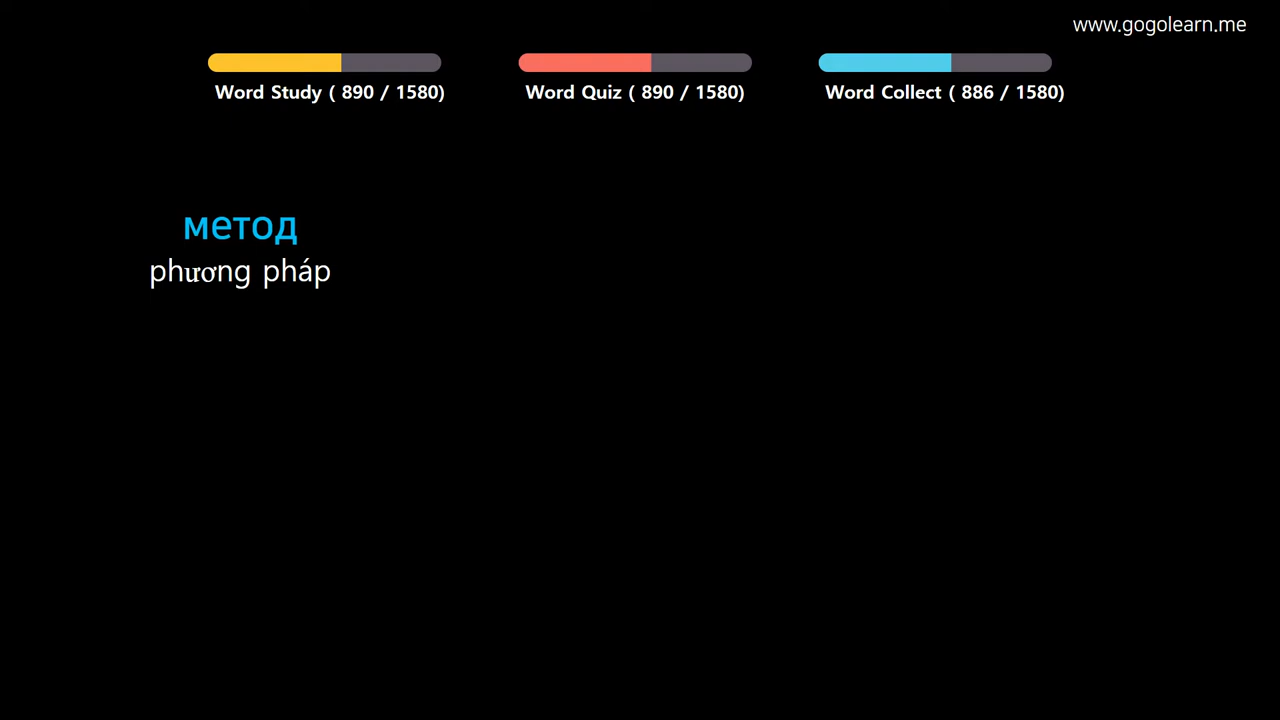 www.gogolearn.me
Word Study ( 890 / 1580)
Word Quiz ( 890 / 1580)
Word Collect ( 886 / 1580)
метод
phương pháp